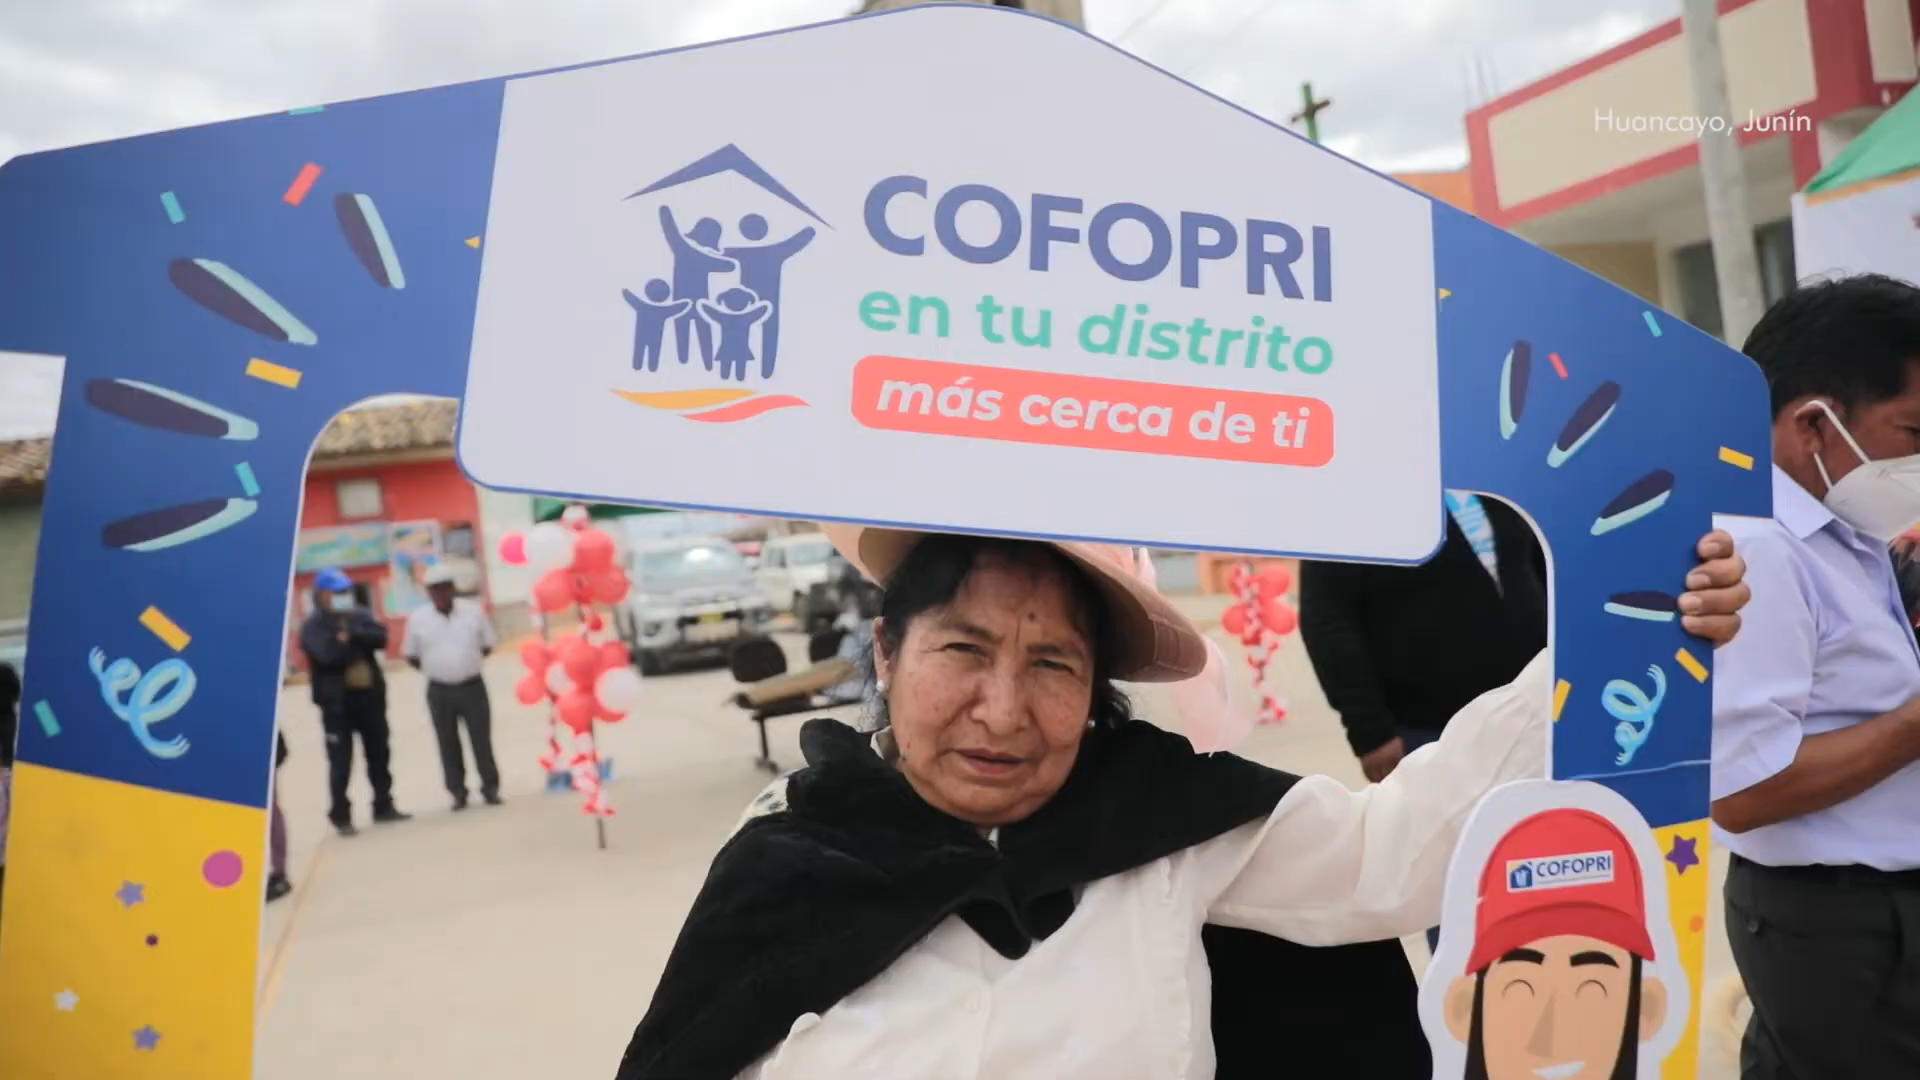 Huancayo, Junín
COFOPRI
en tu distrito
más cerca de ti
COFOPRI